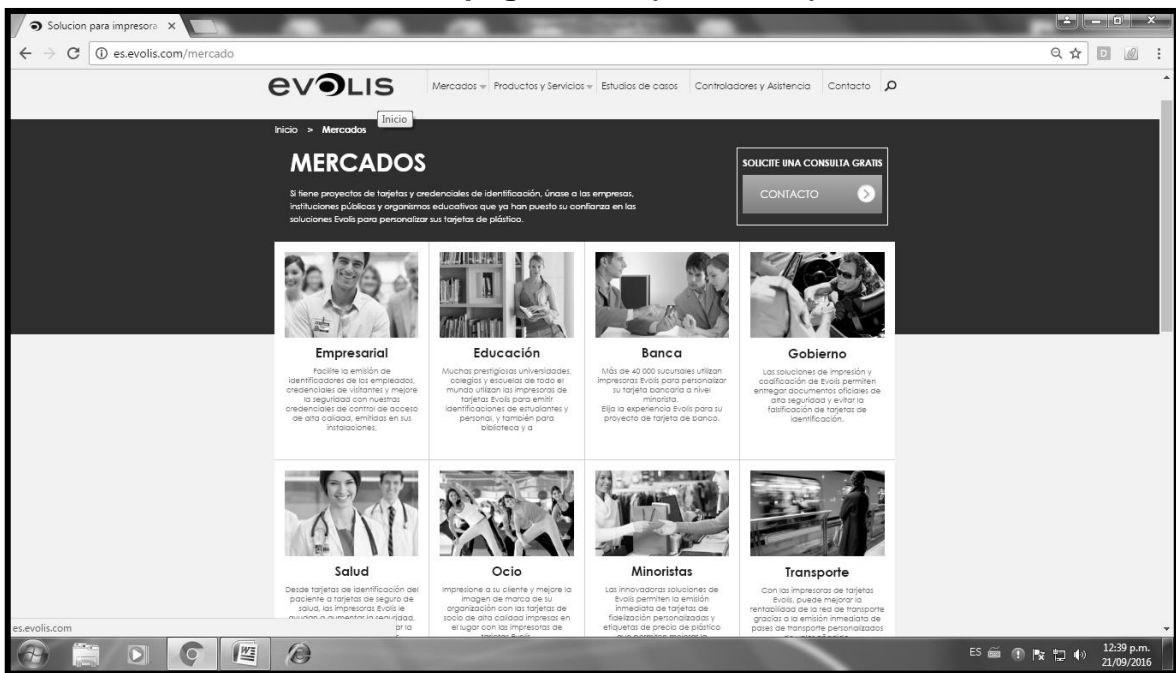 Solucion para impresora
es.evolis.com/mercado
evolis
Mercados Productos y Servicios Estudios de casos Controladores y Asistencia Contacto
Inicio
Inicio > Mercados
MERCADOS
SOLICITE UNA CONSULTA GRATIS
CONTACTO
Si tiene proyectos de tarjetas y credenciales de identificación, únase a las empresas,
instituciones públicas y organismos educativos que ya han puesto su confianza en las
soluciones Evolis para personalizar sus tarjetas de plástico.
Empresarial
Facilite la emisión de
identificadores de los empleados,
credenciales de visitantes y mejore
la seguridad con nuestras
credenciales de control de acceso
de alta calidad, emitidas en sus
instalaciones.
Educación
Muchas prestigiosas universidades,
colegios y escuelas de todo el
mundo utilizan las impresoras de
tarjetas Evolis para emitir
identificaciones de estudiantes y
personal, y también para
biblioteca y a
Banca
Más de 40 000 sucursales utilizan
impresoras Evolis para personalizar
su tarjeta bancaria a nivel
minorista.
Elija la experiencia Evolis para su
proyecto de tarjeta de banco.
Gobierno
Las soluciones de impresión y
codificación de Evolis permiten
entregar documentos oficiales de
alta seguridad y evitar la
falsificación de tarjetas de
identificación.
Salud
Desde tarjetas de identificación del
paciente a tarjetas de seguro de
salud, las impresoras Evolis le
ayudan a aumentar la seguridad,
Ocio
Impresione a su cliente y mejore la
imagen de marca de su
organización con las tarjetas de
socio de alta calidad impresas en
el lugar con las impresoras de
tarjetas Evolis
Minoristas
Las innovadoras soluciones de
Evolis permiten la emisión
inmediata de tarjetas de
fidelización personalizadas y
etiquetas de precio de plástico
que permiten mejorar la
Transporte
Con las impresoras de tarjetas
Evolis, puede mejorar la
rentabilidad de la red de transporte
gracias a la emisión inmediata de
pases de transporte personalizados
es.evolis.com
ES
12:39 p.m.
21/09/2016